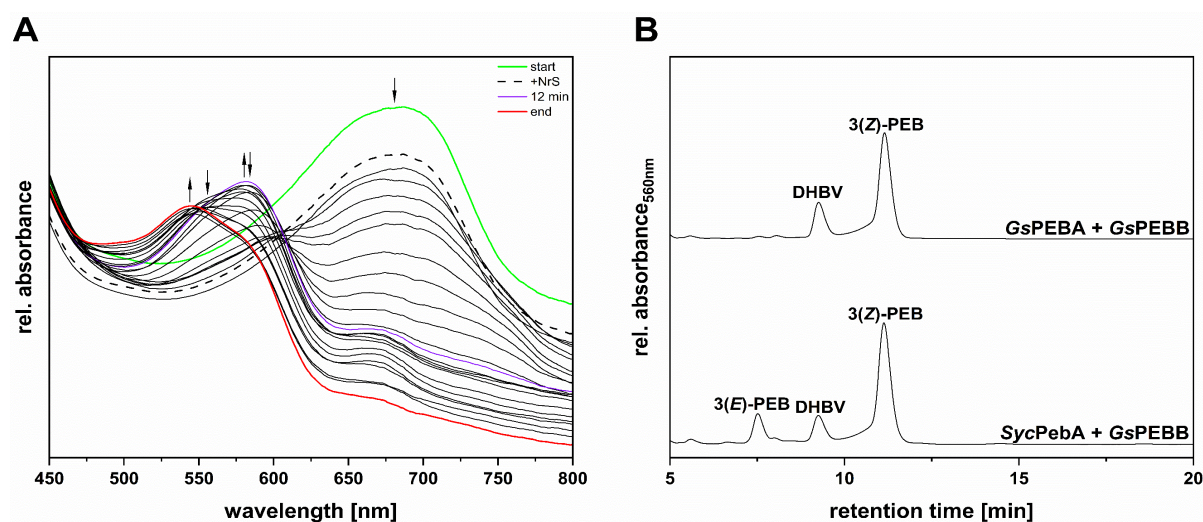 A
start
+NrS
12 min
end
rel. absorbance
450 500 550 600 650 700 750 800
wavelength [nm]
B
3(Z)-PEB
DHBV
GsPEBA + GsPEBB
3(Z)-PEB
3(E)-PEB
DHBV
SycPebA + GsPEBB
rel. absorbance560nm
5 10 15 20
retention time [min]